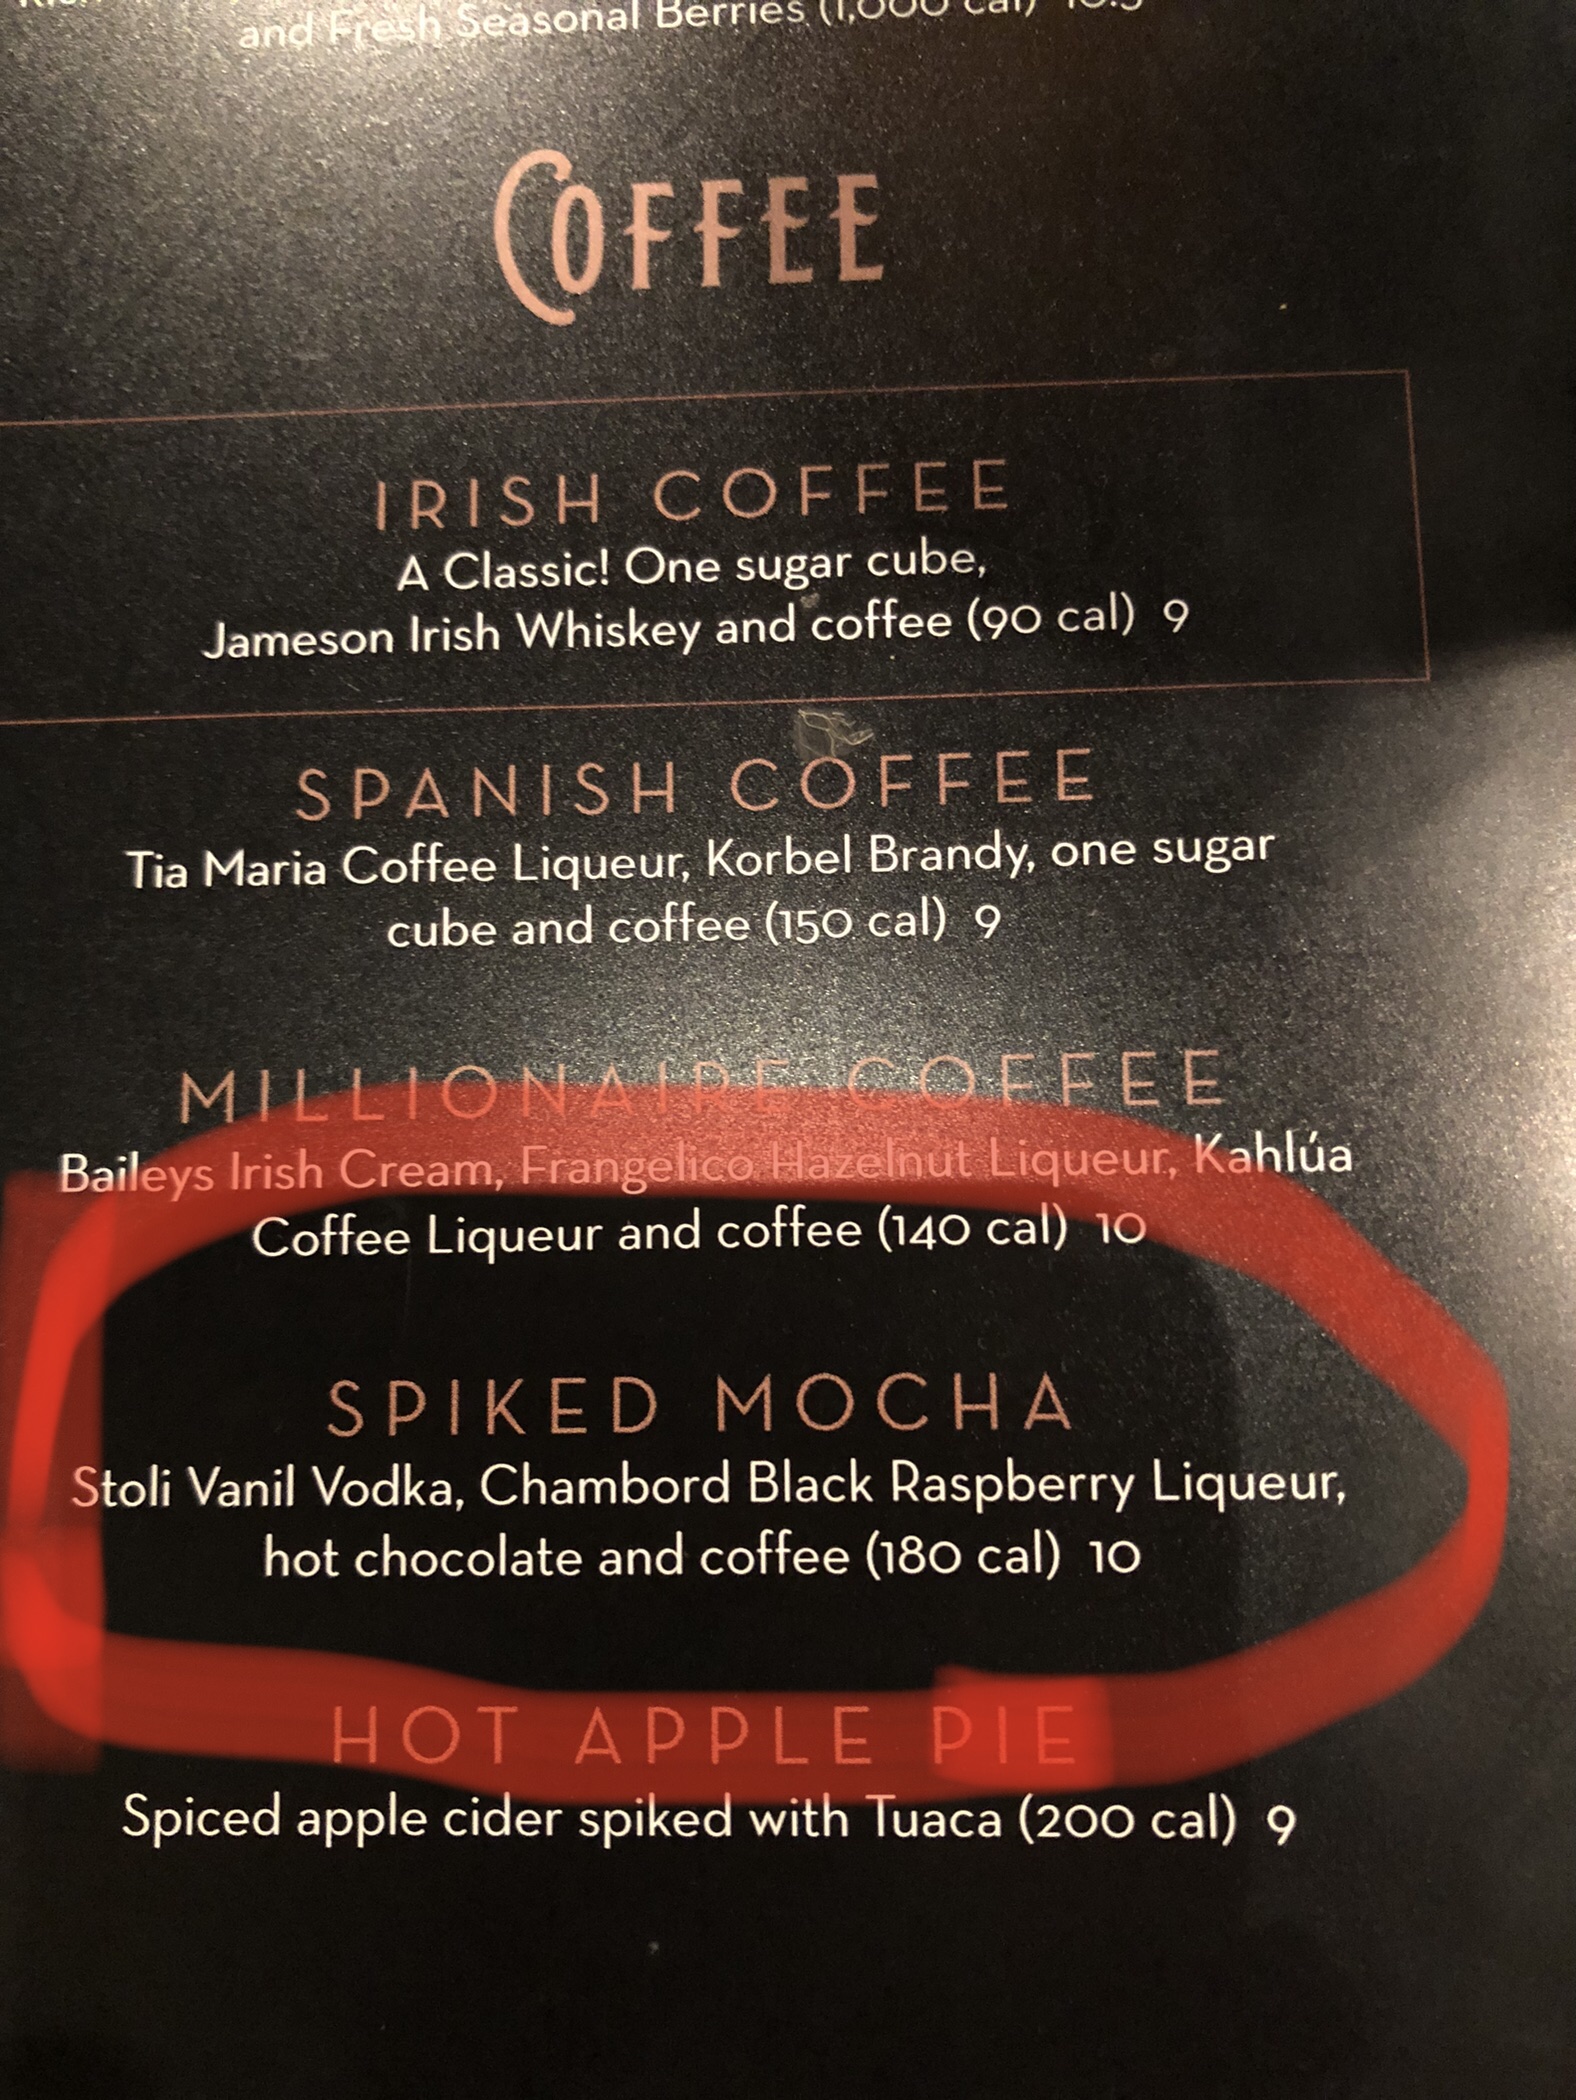 and Fresh Seasonal Berries (1,000 cal)
COFFEE
IRISH COFFEE
A Classic! One sugar cube,
Jameson Irish Whiskey and coffee (90 cal) 9
SPANISH COFFEE
Tia Maria Coffee Liqueur, Korbel Brandy, one sugar
cube and coffee (150 cal) 9
MILLIONAIRE COFFEE
Baileys Irish Cream, Frangelico Hazelnut Liqueur, Kahlúa
Coffee Liqueur and coffee (140 cal) 10
SPIKED MOCHA
Stoli Vanil Vodka, Chambord Black Raspberry Liqueur,
hot chocolate and coffee (180 cal) 10
HOT APPLE PIE
Spiced apple cider spiked with Tuaca (200 cal) 9